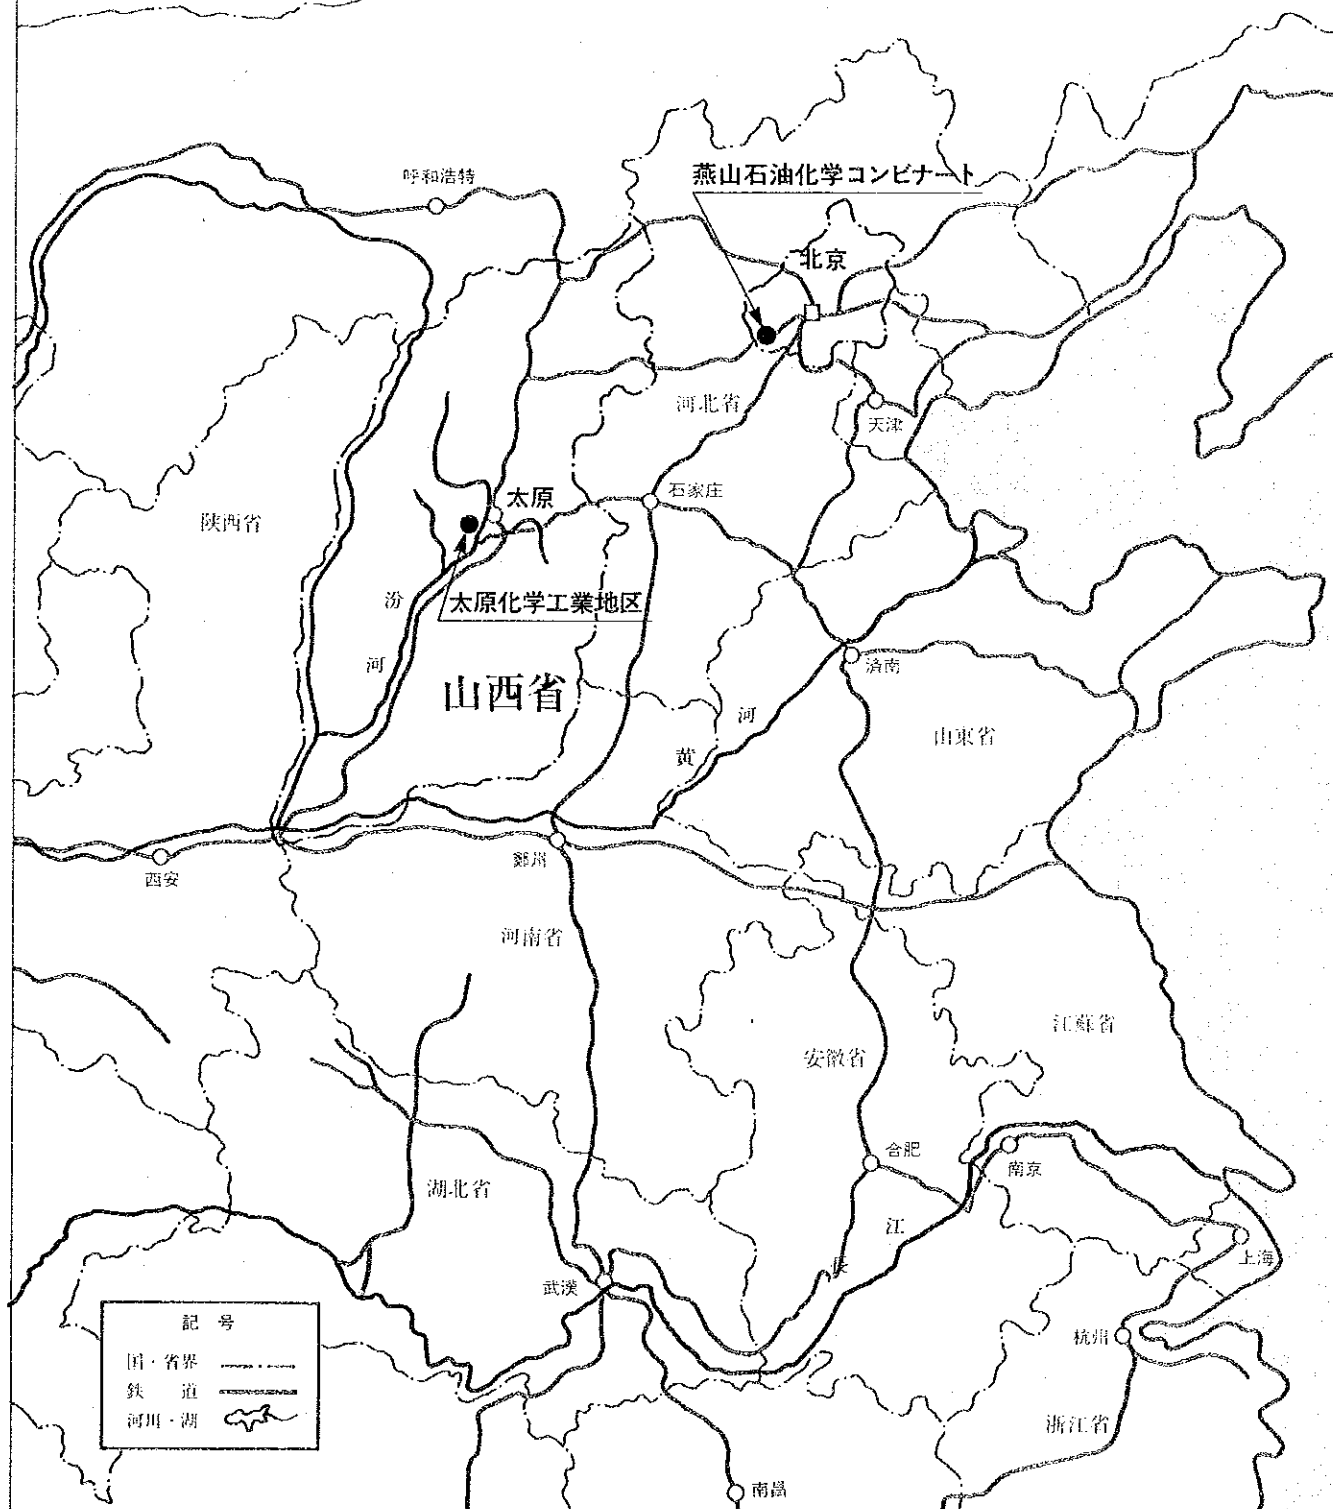 呼和浩特
燕山石油化学コンビナート
北京
河北省
天津
石家庄
太原
陕西省
汾
河
太原化学工業地区
済南
山西省
河
黄
山東省
鄭州
西安
河南省
江蘇省
安徽省
合肥
南京
湖北省
江
長
上海
武漢
杭州
記 号
国・省界
鉄 道
河川・湖
浙江省
南昌